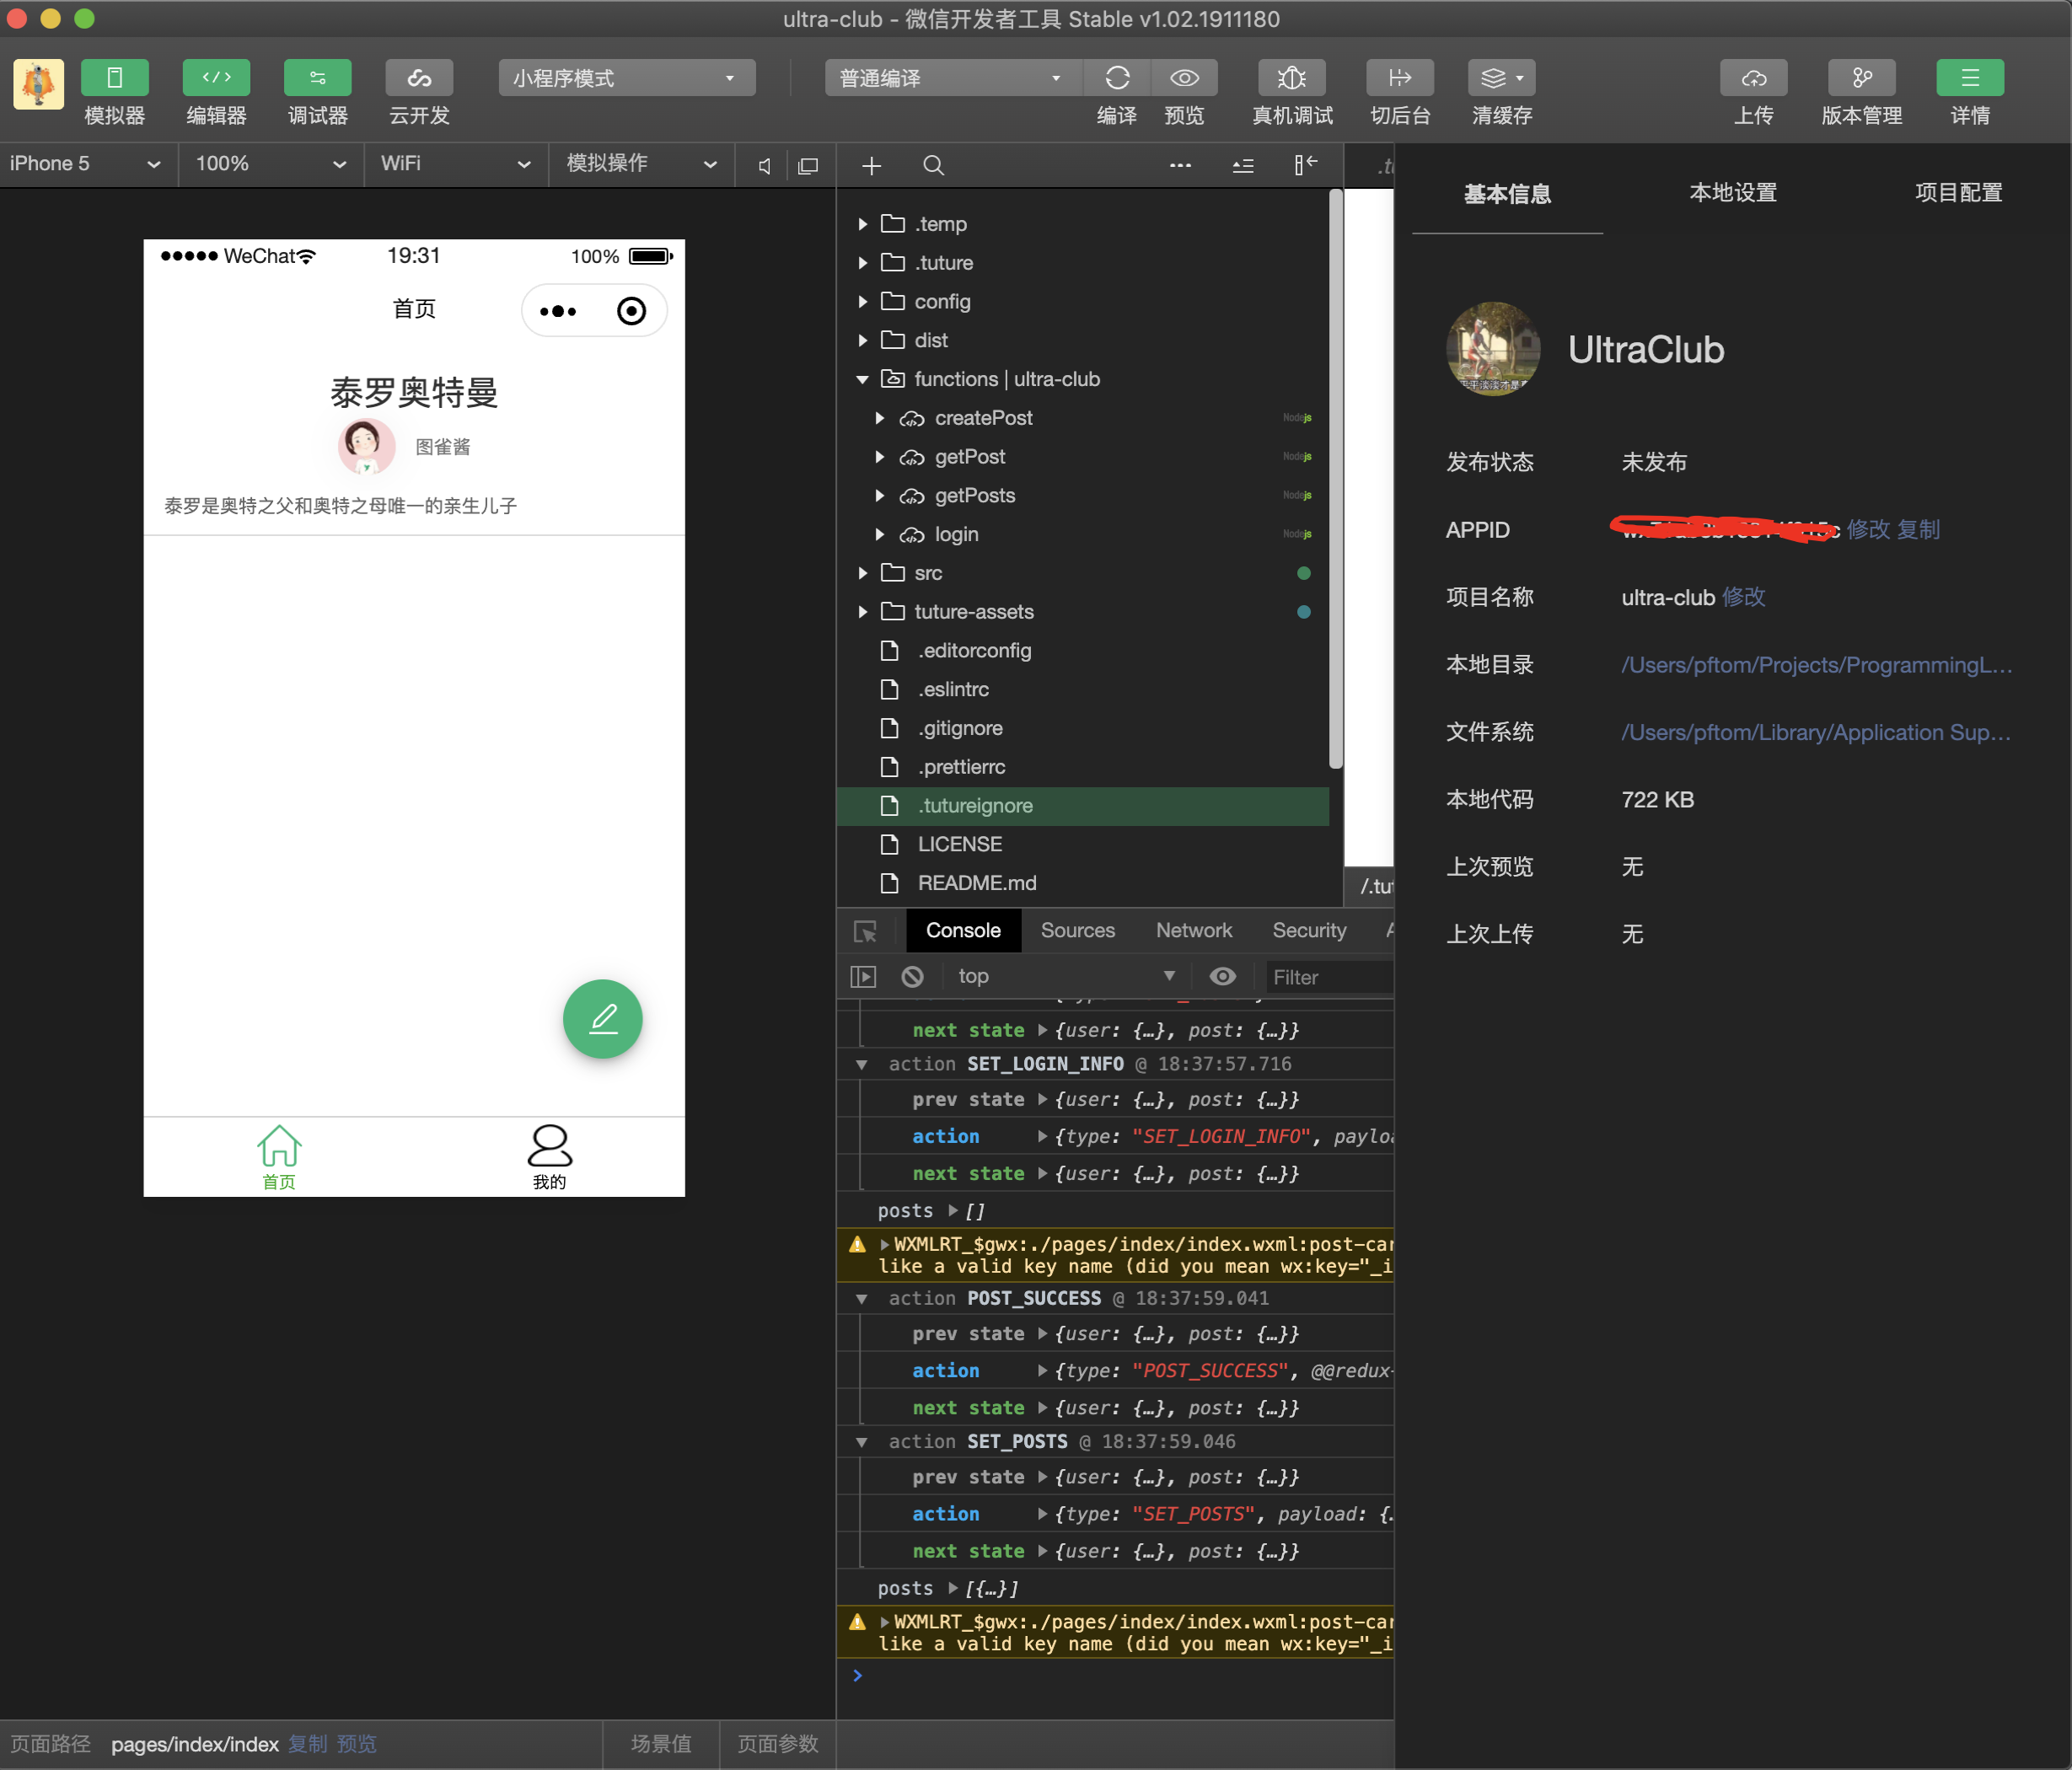 ultra-club - 微信开发者工具 Stable v1.02.1911180
模拟器
编辑器
调试器
云开发
小程序模式
普通编译
编译
预览
真机调试
切后台
清缓存
上传
版本管理
详情
iPhone 5
100%
WiFi
模拟操作
WeChat
19:31
100%
首页
泰罗奥特曼
图雀酱
泰罗是奥特之父和奥特之母唯一的亲生儿子
首页
我的
页面路径 pages/index/index 复制 预览
场景值
页面参数
.temp
.tuture
config
dist
functions | ultra-club
createPost
Nodejs
getPost
Nodejs
getPosts
Nodejs
login
Nodejs
src
tuture-assets
.editorconfig
.eslintrc
.gitignore
.prettierrc
.tutureignore
LICENSE
README.md
/.tut
Console
Sources
Network
Security
top
Filter
next state {user: {…}, post: {…}}
action SET_LOGIN_INFO @ 18:37:57.716
prev state {user: {…}, post: {…}}
action {type: "SET_LOGIN_INFO", payloa
next state {user: {…}, post: {…}}
posts []
WXMLRT_$gwx:./pages/index/index.wxml:post-car
like a valid key name (did you mean wx:key="_i
action POST_SUCCESS @ 18:37:59.041
prev state {user: {…}, post: {…}}
action {type: "POST_SUCCESS", @@redux-
next state {user: {…}, post: {…}}
action SET_POSTS @ 18:37:59.046
prev state {user: {…}, post: {…}}
action {type: "SET_POSTS", payload: {…
next state {user: {…}, post: {…}}
posts [{…}]
WXMLRT_$gwx:./pages/index/index.wxml:post-car
like a valid key name (did you mean wx:key="_i
>
基本信息
本地设置
项目配置
UltraClub
发布状态 未发布
APPID 修改 复制
项目名称 ultra-club 修改
本地目录 /Users/pftom/Projects/ProgrammingL…
文件系统 /Users/pftom/Library/Application Sup…
本地代码 722 KB
上次预览 无
上次上传 无